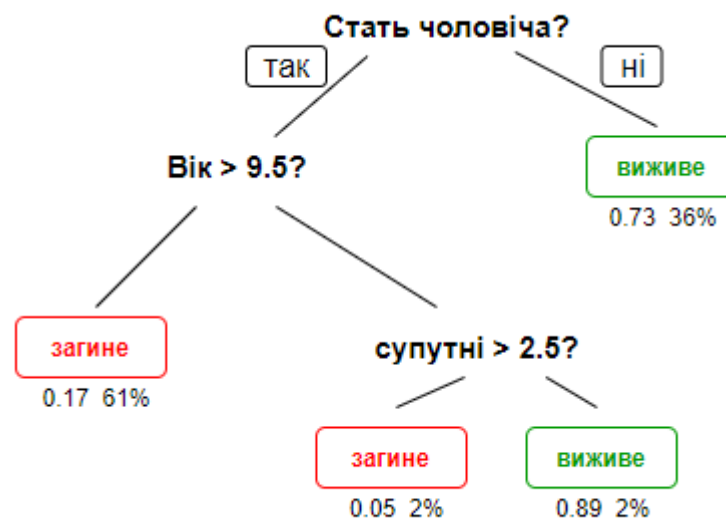 Стать чоловіча?
так
ні
Вік > 9.5?
виживе
0.73 36%
загине
0.17 61%
супутні > 2.5?
загине
0.05 2%
виживе
0.89 2%